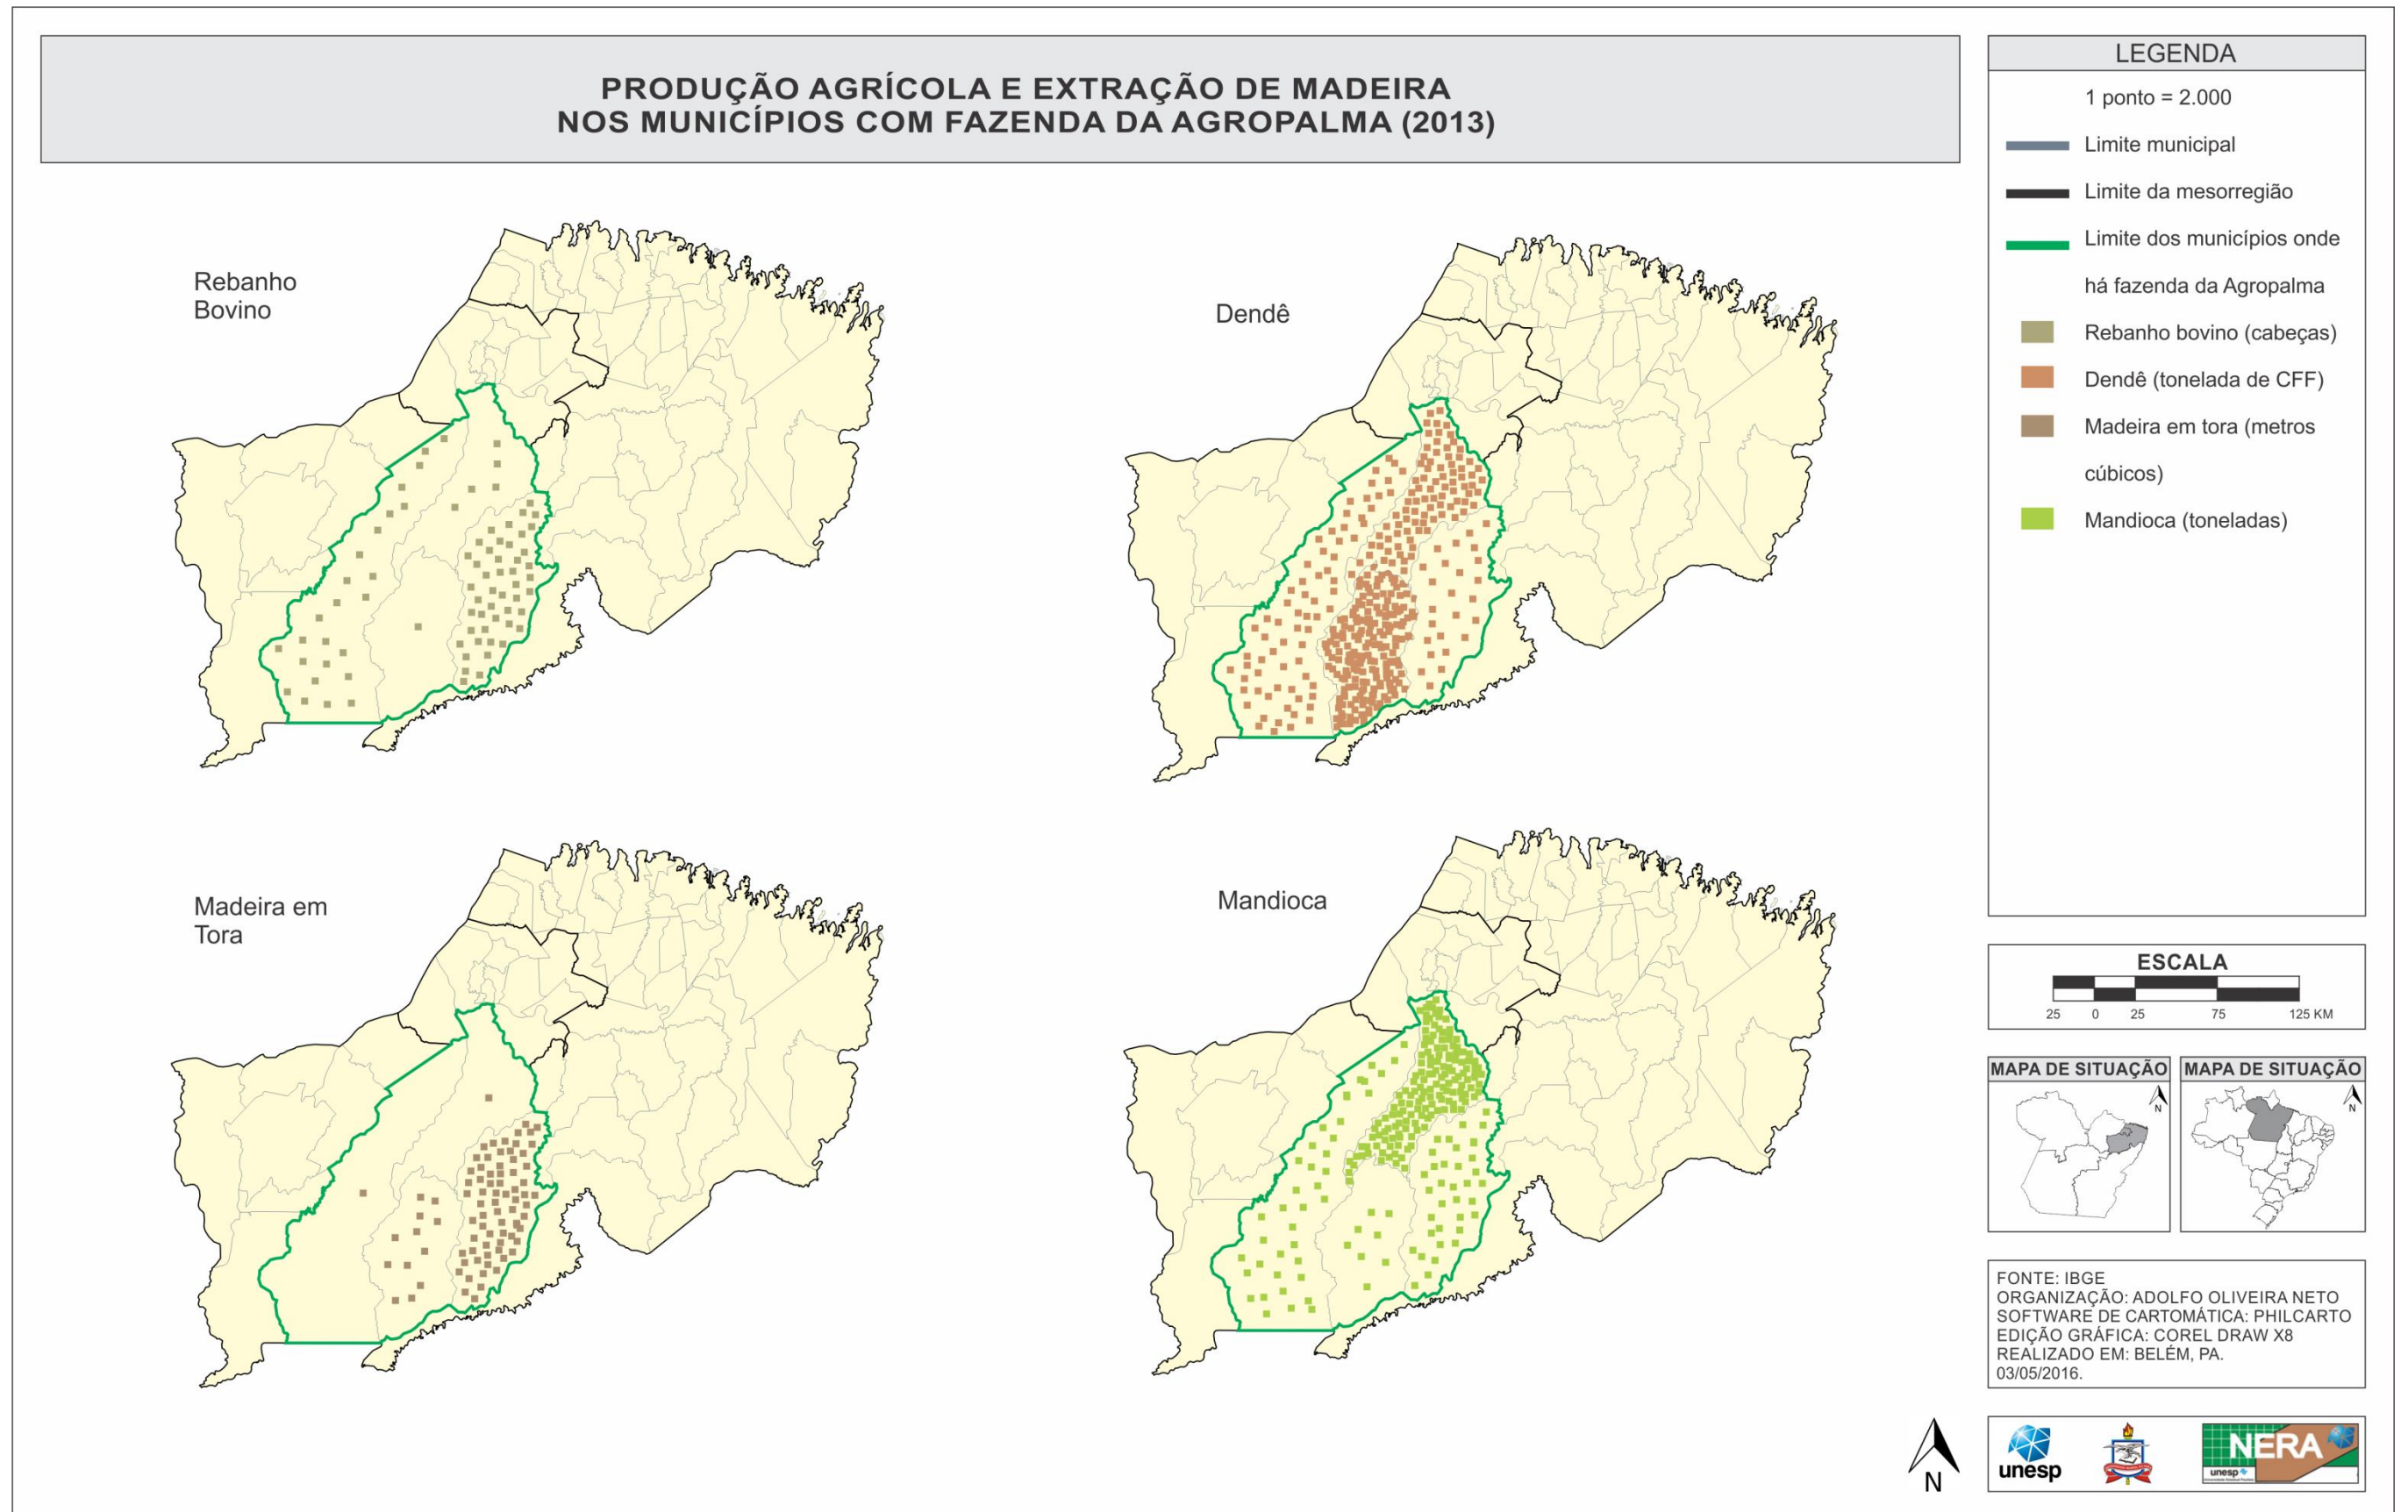 PRODUÇÃO AGRÍCOLA E EXTRAÇÃO DE MADEIRA
NOS MUNICÍPIOS COM FAZENDA DA AGROPALMA (2013)
Rebanho
Bovino
Dendê
Madeira em
Tora
Mandioca
LEGENDA
1 ponto = 2.000
Limite municipal
Limite da mesorregião
Limite dos municípios onde
há fazenda da Agropalma
Rebanho bovino (cabeças)
Dendê (tonelada de CFF)
Madeira em tora (metros
cúbicos)
Mandioca (toneladas)
ESCALA
25 0 25 75 125 KM
MAPA DE SITUAÇÃO
N
MAPA DE SITUAÇÃO
N
FONTE: IBGE
ORGANIZAÇÃO: ADOLFO OLIVEIRA NETO
SOFTWARE DE CARTOMÁTICA: PHILCARTO
EDIÇÃO GRÁFICA: COREL DRAW X8
REALIZADO EM: BELÉM, PA.
03/05/2016.
N
unesp
NERA
unesp